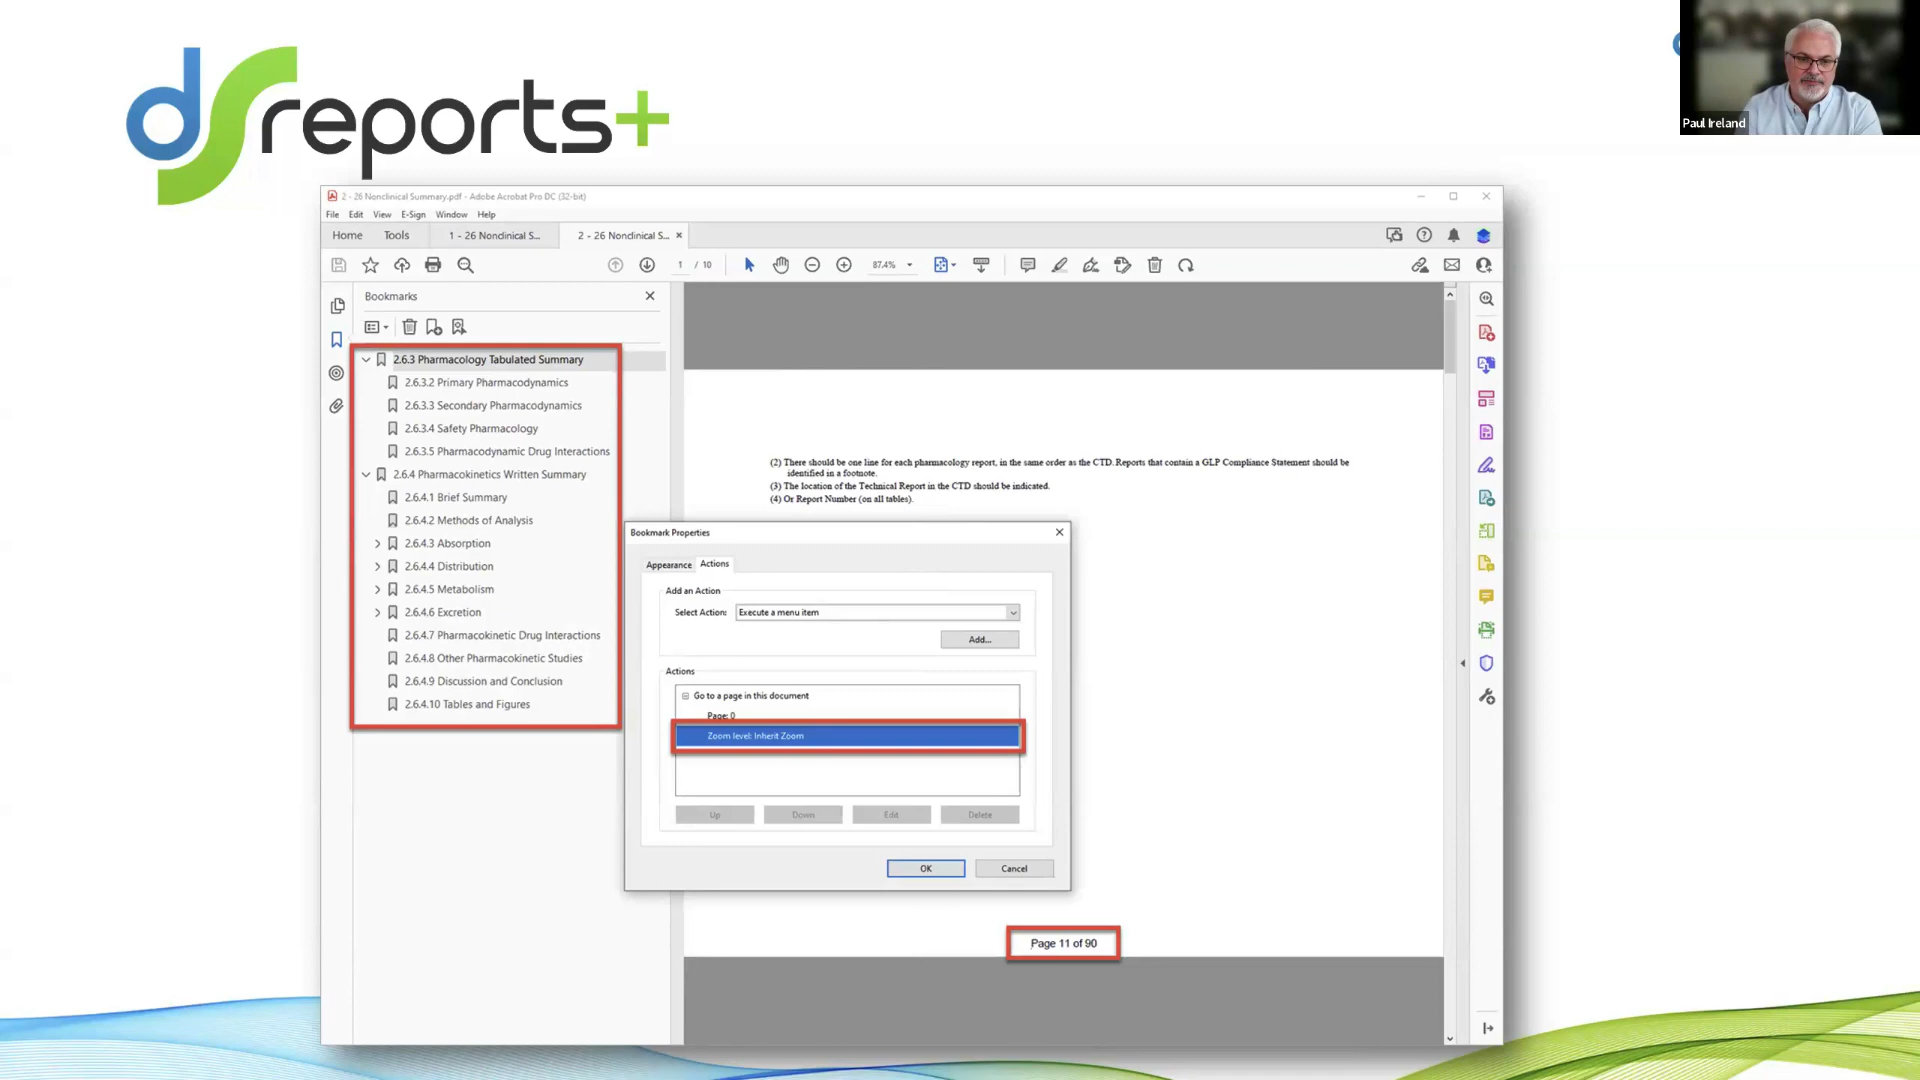 dsreports+
Paul Ireland
2 - 26 Nonclinical Summary.pdf - Adobe Acrobat Pro DC (32-bit)
File Edit View E-Sign Window Help
Home Tools 1 - 26 Nonclinical S... 2 - 26 Nonclinical S... ×
1 / 10 87.4%
Bookmarks
2.6.3 Pharmacology Tabulated Summary
2.6.3.2 Primary Pharmacodynamics
2.6.3.3 Secondary Pharmacodynamics
2.6.3.4 Safety Pharmacology
2.6.3.5 Pharmacodynamic Drug Interactions
2.6.4 Pharmacokinetics Written Summary
2.6.4.1 Brief Summary
2.6.4.2 Methods of Analysis
2.6.4.3 Absorption
2.6.4.4 Distribution
2.6.4.5 Metabolism
2.6.4.6 Excretion
2.6.4.7 Pharmacokinetic Drug Interactions
2.6.4.8 Other Pharmacokinetic Studies
2.6.4.9 Discussion and Conclusion
2.6.4.10 Tables and Figures
(2) There should be one line for each pharmacology report, in the same order as the CTD. Reports that contain a GLP Compliance Statement should be
identified in a footnote.
(3) The location of the Technical Report in the CTD should be indicated.
(4) Or Report Number (on all tables).
Bookmark Properties
Appearance Actions
Add an Action
Select Action: Execute a menu item
Add...
Actions
Go to a page in this document
Page: 0
Zoom level: Inherit Zoom
Up Down Edit Delete
OK Cancel
Page 11 of 90